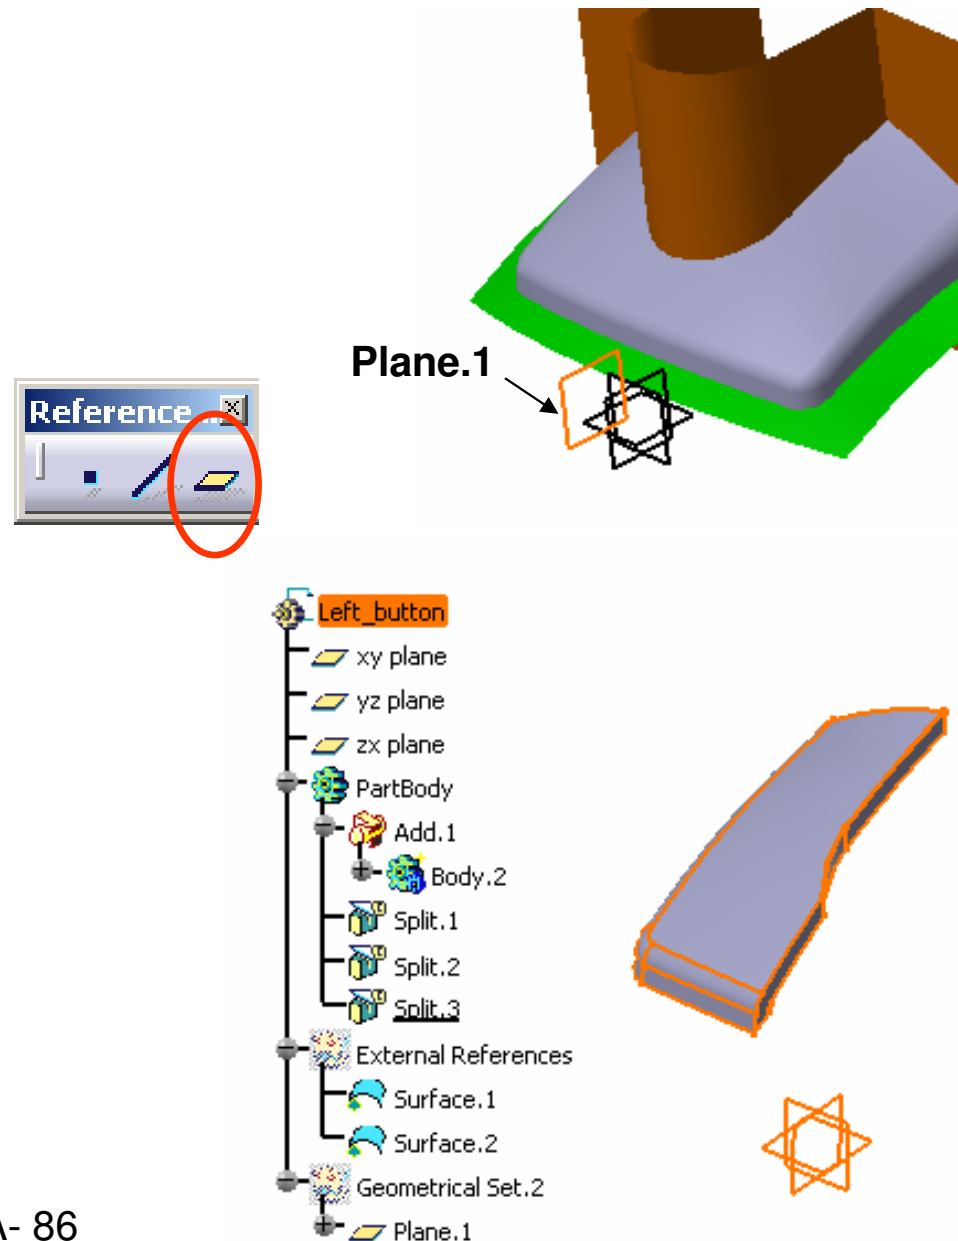 Plane.1
Reference ...
Left_button
xy plane
yz plane
zx plane
PartBody
Add.1
Body.2
Split.1
Split.2
Split.3
External References
Surface.1
Surface.2
Geometrical Set.2
Plane.1
A- 86